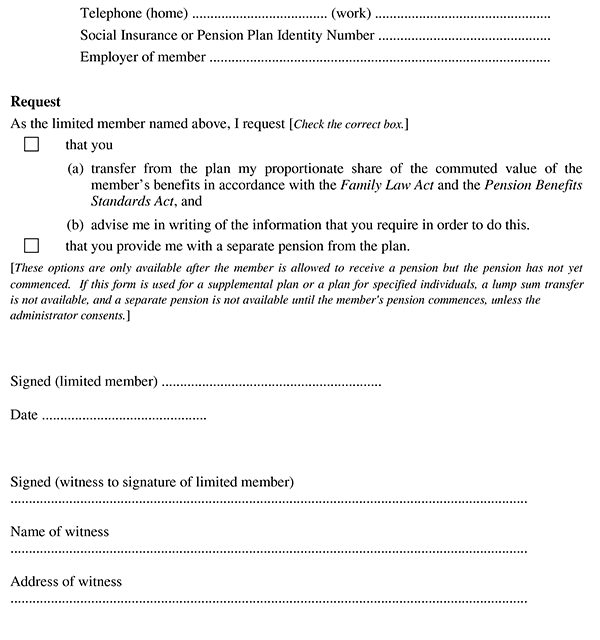 Telephone (home) .................................... (work) ...............................................
Social Insurance or Pension Plan Identity Number ..............................................
Employer of member ...........................................................................................
Request
As the limited member named above, I request [Check the correct box.]
☐ that you
(a) transfer from the plan my proportionate share of the commuted value of the
member's benefits in accordance with the Family Law Act and the Pension Benefits
Standards Act, and
(b) advise me in writing of the information that you require in order to do this.
☐ that you provide me with a separate pension from the plan.
[These options are only available after the member is allowed to receive a pension but the pension has not yet
commenced. If this form is used for a supplemental plan or a plan for specified individuals, a lump sum transfer
is not available, and a separate pension is not available until the member's pension commences, unless the
administrator consents.]
Signed (limited member) ...........................................................
Date ............................................
Signed (witness to signature of limited member)
...........................................................................................................................................
Name of witness
...........................................................................................................................................
Address of witness
...........................................................................................................................................